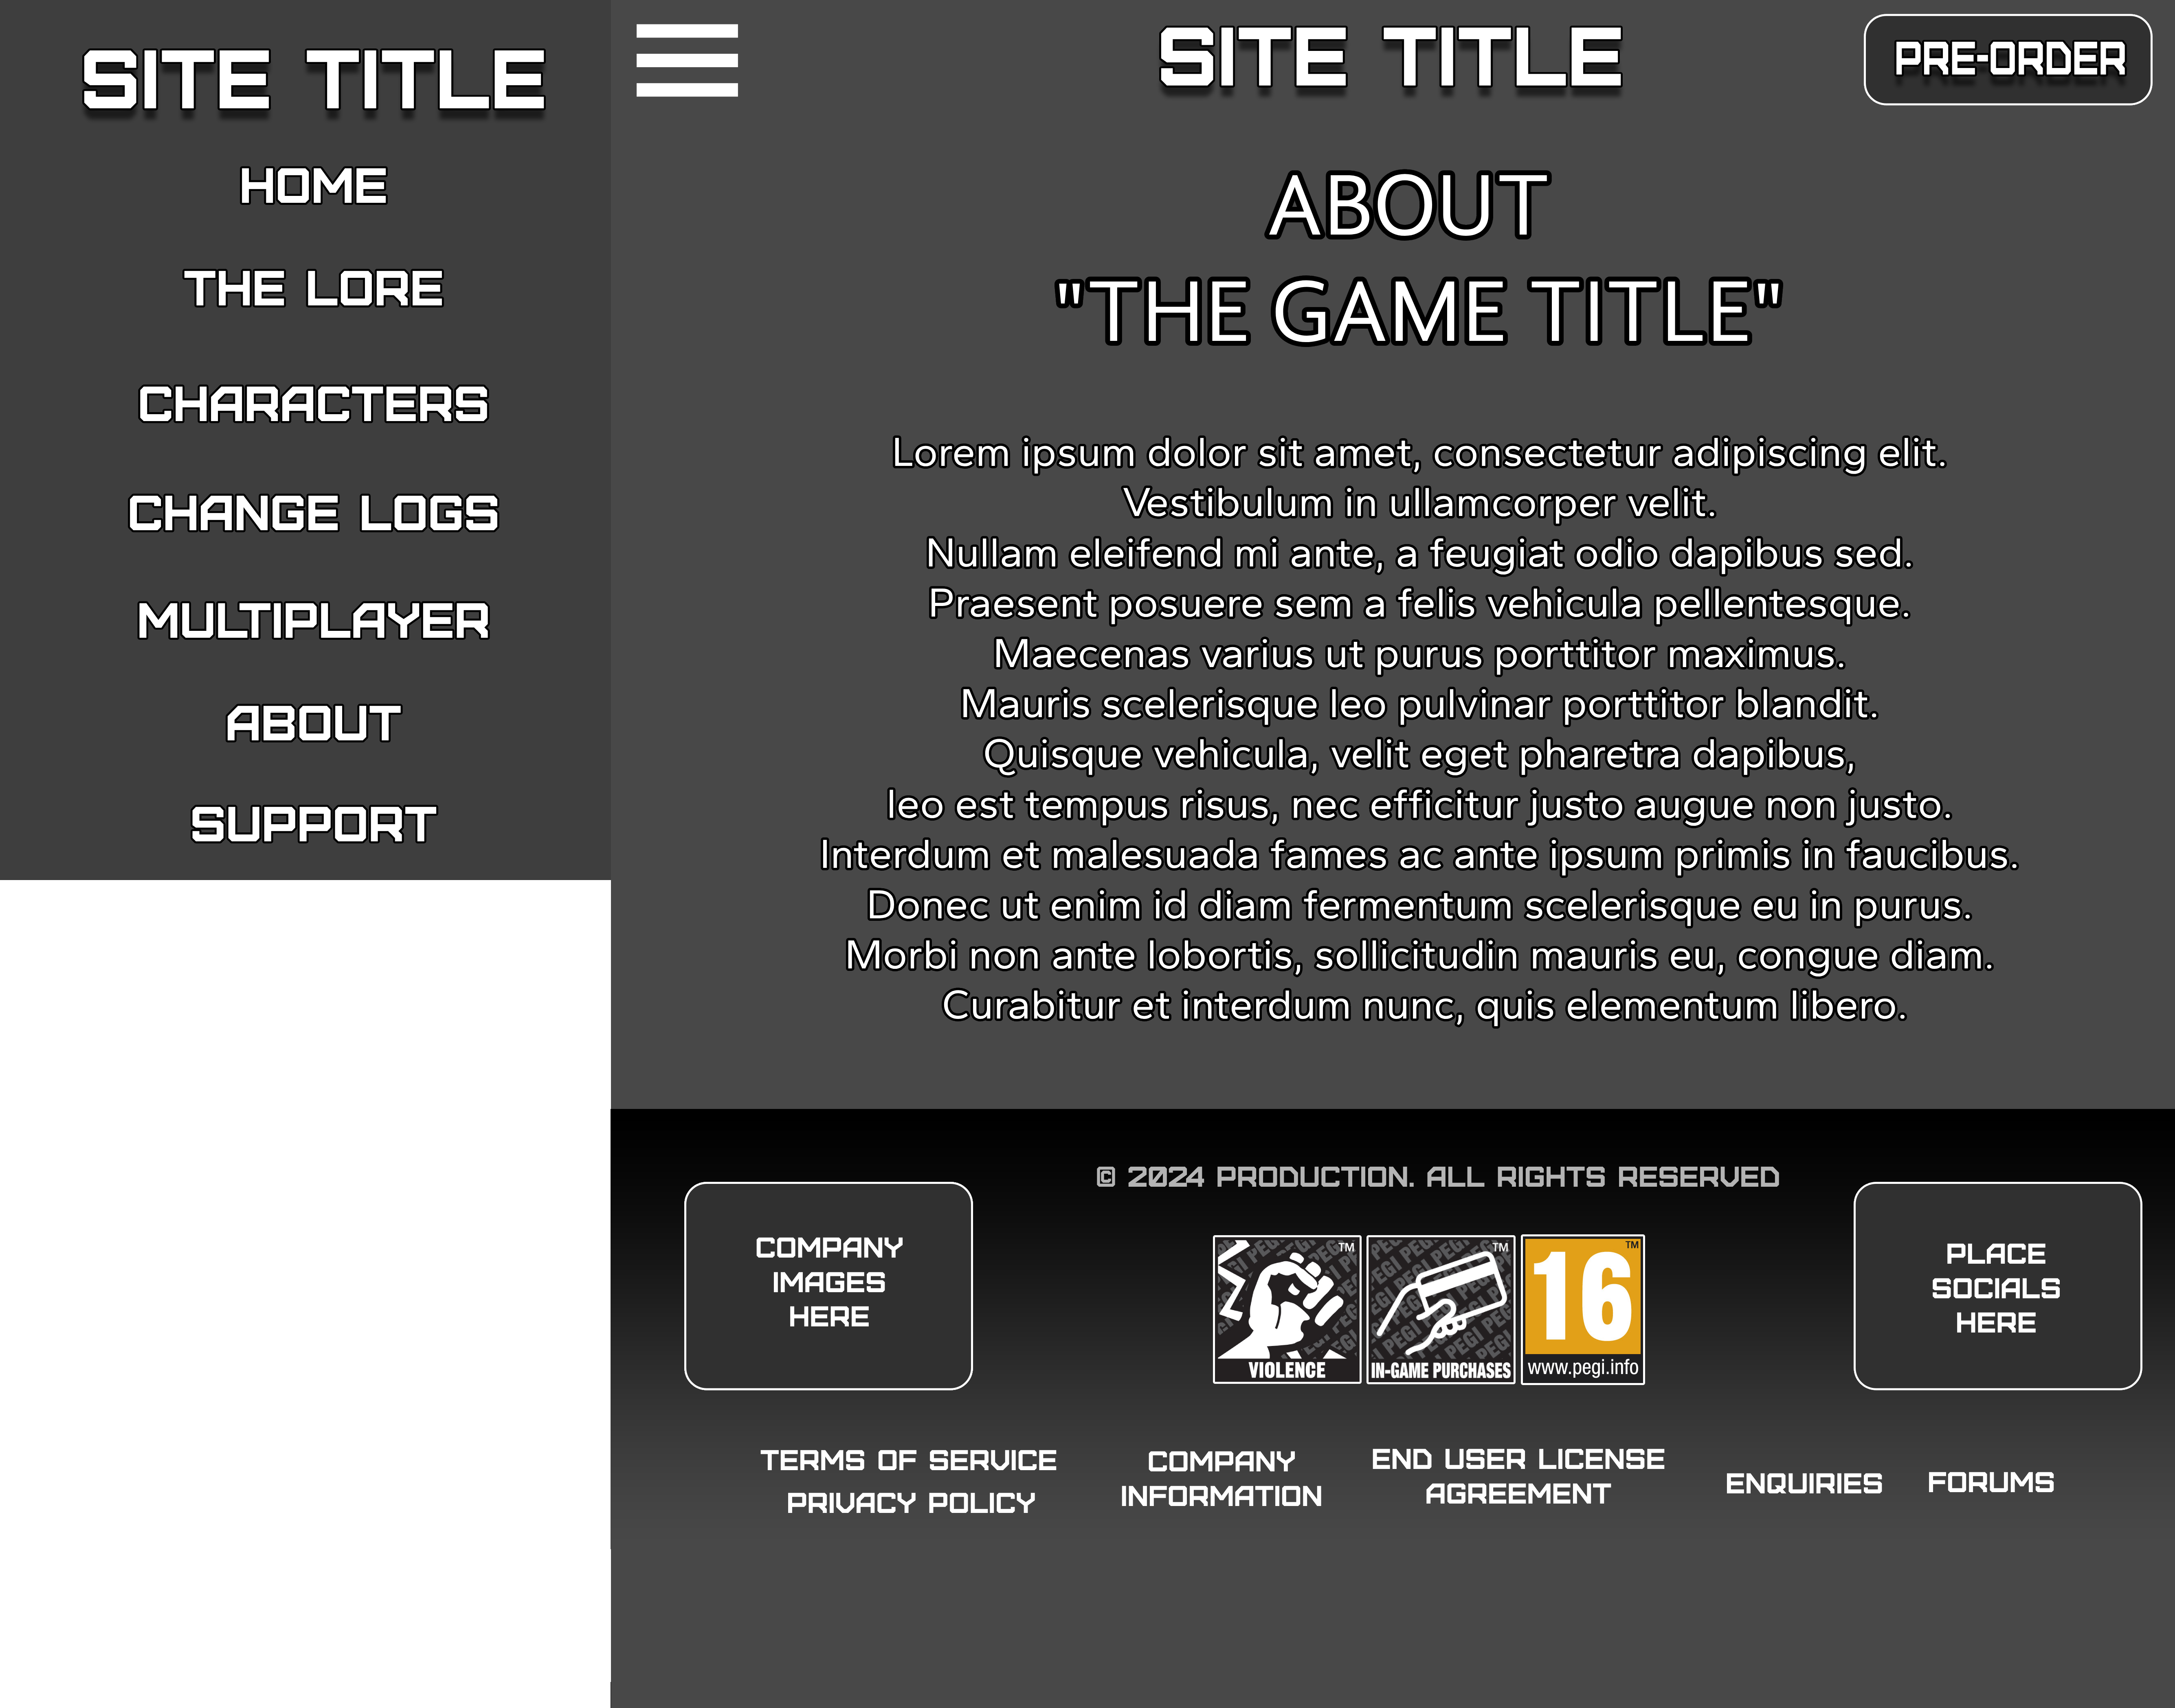 SITE TITLE
HOME
THE LORE
CHARACTERS
CHANGE LOGS
MULTIPLAYER
ABOUT
SUPPORT
SITE TITLE
PRE-ORDER
ABOUT
"THE GAME TITLE"
Lorem ipsum dolor sit amet, consectetur adipiscing elit.
Vestibulum in ullamcorper velit.
Nullam eleifend mi ante, a feugiat odio dapibus sed.
Praesent posuere sem a felis vehicula pellentesque.
Maecenas varius ut purus porttitor maximus.
Mauris scelerisque leo pulvinar porttitor blandit.
Quisque vehicula, velit eget pharetra dapibus,
leo est tempus risus, nec efficitur justo augue non justo.
Interdum et malesuada fames ac ante ipsum primis in faucibus.
Donec ut enim id diam fermentum scelerisque eu in purus.
Morbi non ante lobortis, sollicitudin mauris eu, congue diam.
Curabitur et interdum nunc, quis elementum libero.
© 2024 PRODUCTION. ALL RIGHTS RESERVED
COMPANY
IMAGES
HERE
TM
VIOLENCE
TM
IN-GAME PURCHASES
TM
16
www.pegi.info
PLACE
SOCIALS
HERE
TERMS OF SERVICE
PRIVACY POLICY
COMPANY
INFORMATION
END USER LICENSE
AGREEMENT
ENQUIRIES
FORUMS